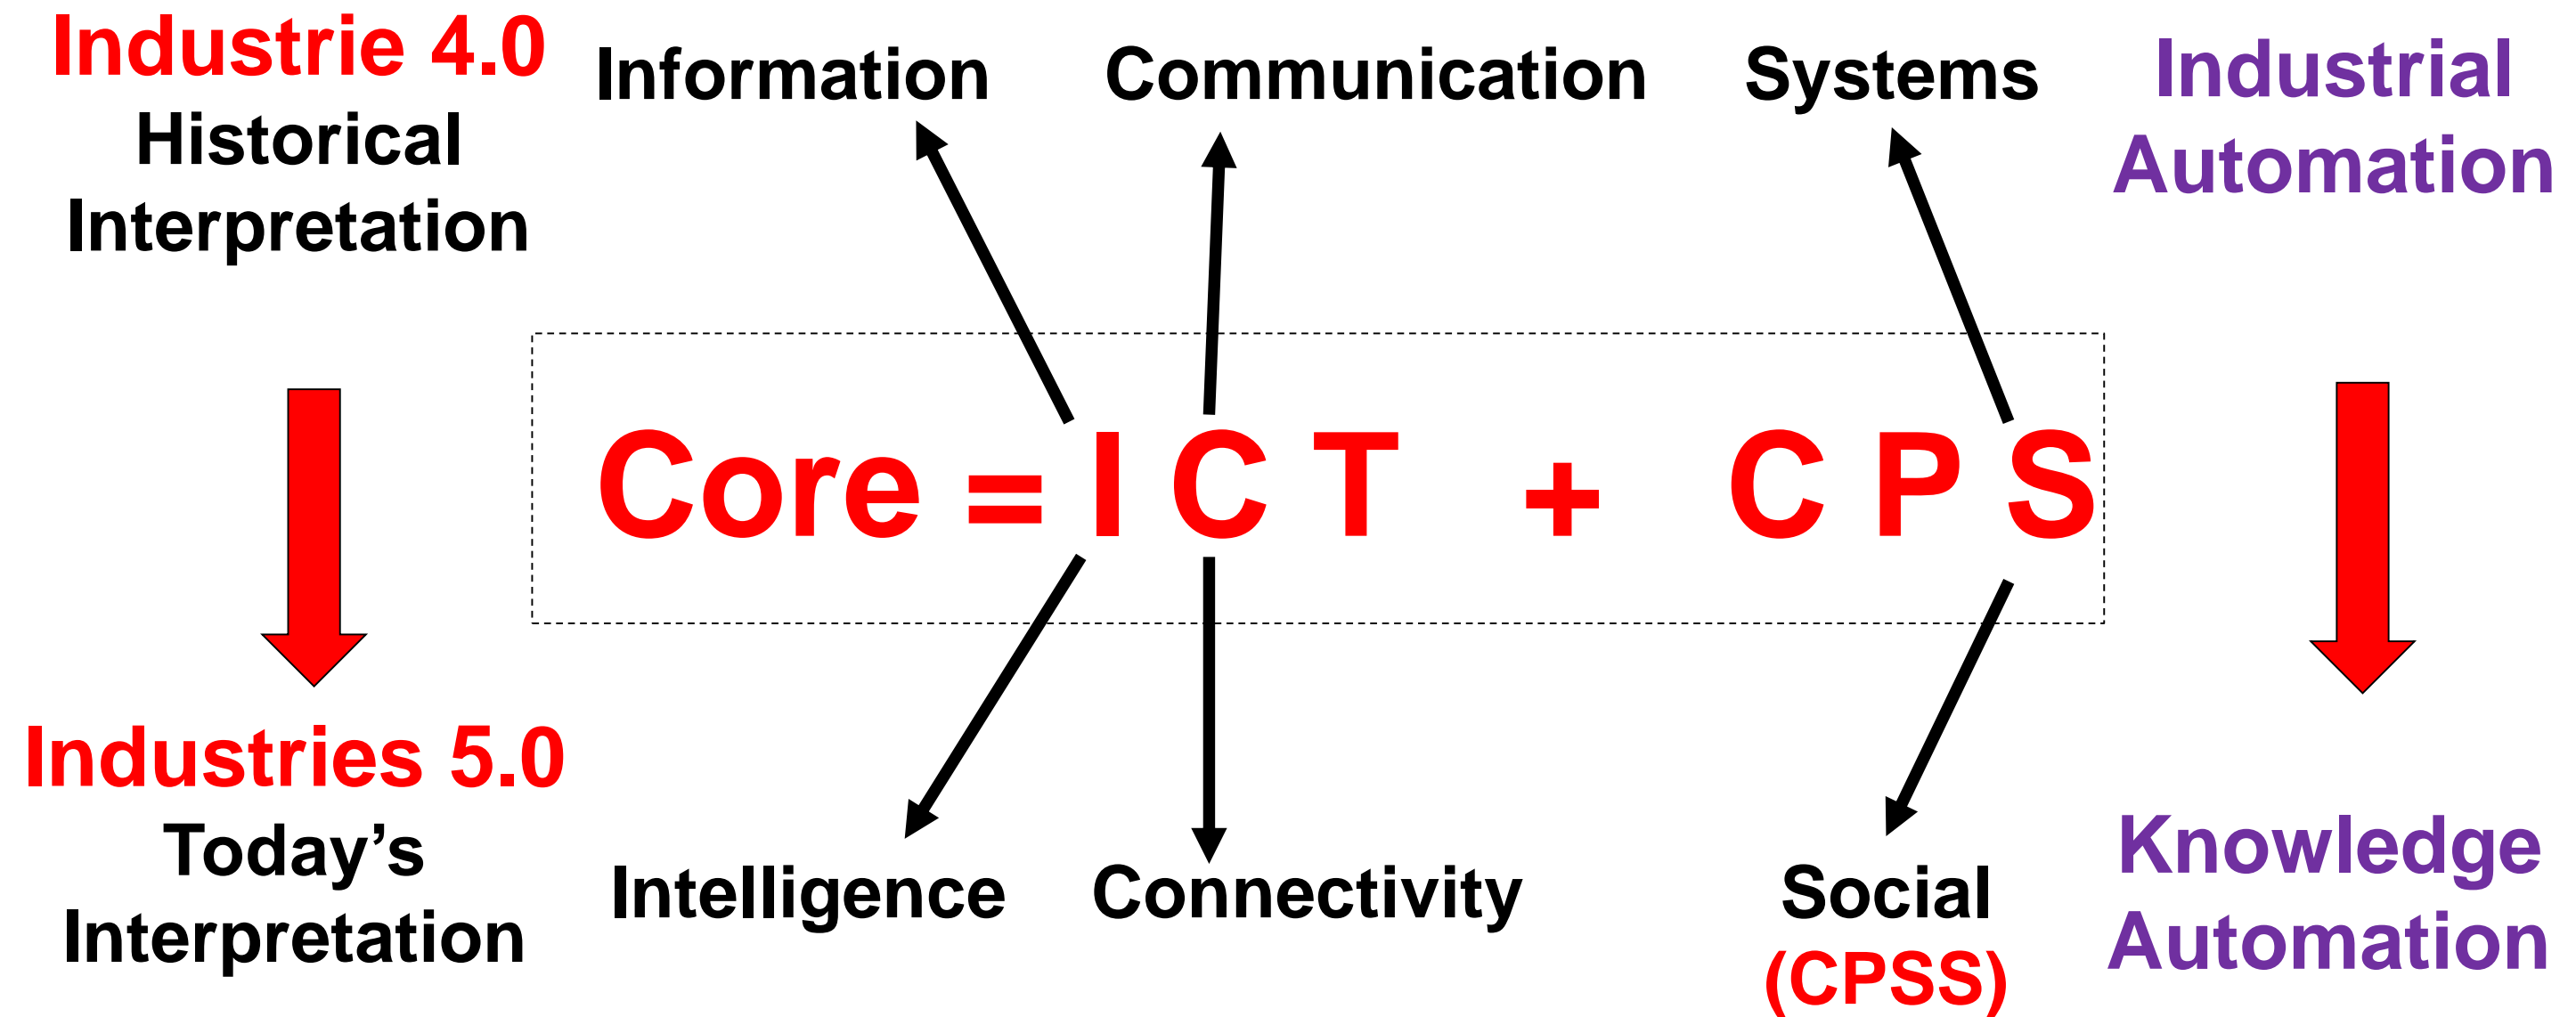 Industrie 4.0
Historical
Interpretation
Information
Communication
Systems
Industrial
Automation
Core = I C T + C P S
Industries 5.0
Today’s
Interpretation
Intelligence
Connectivity
Social
(CPSS)
Knowledge
Automation